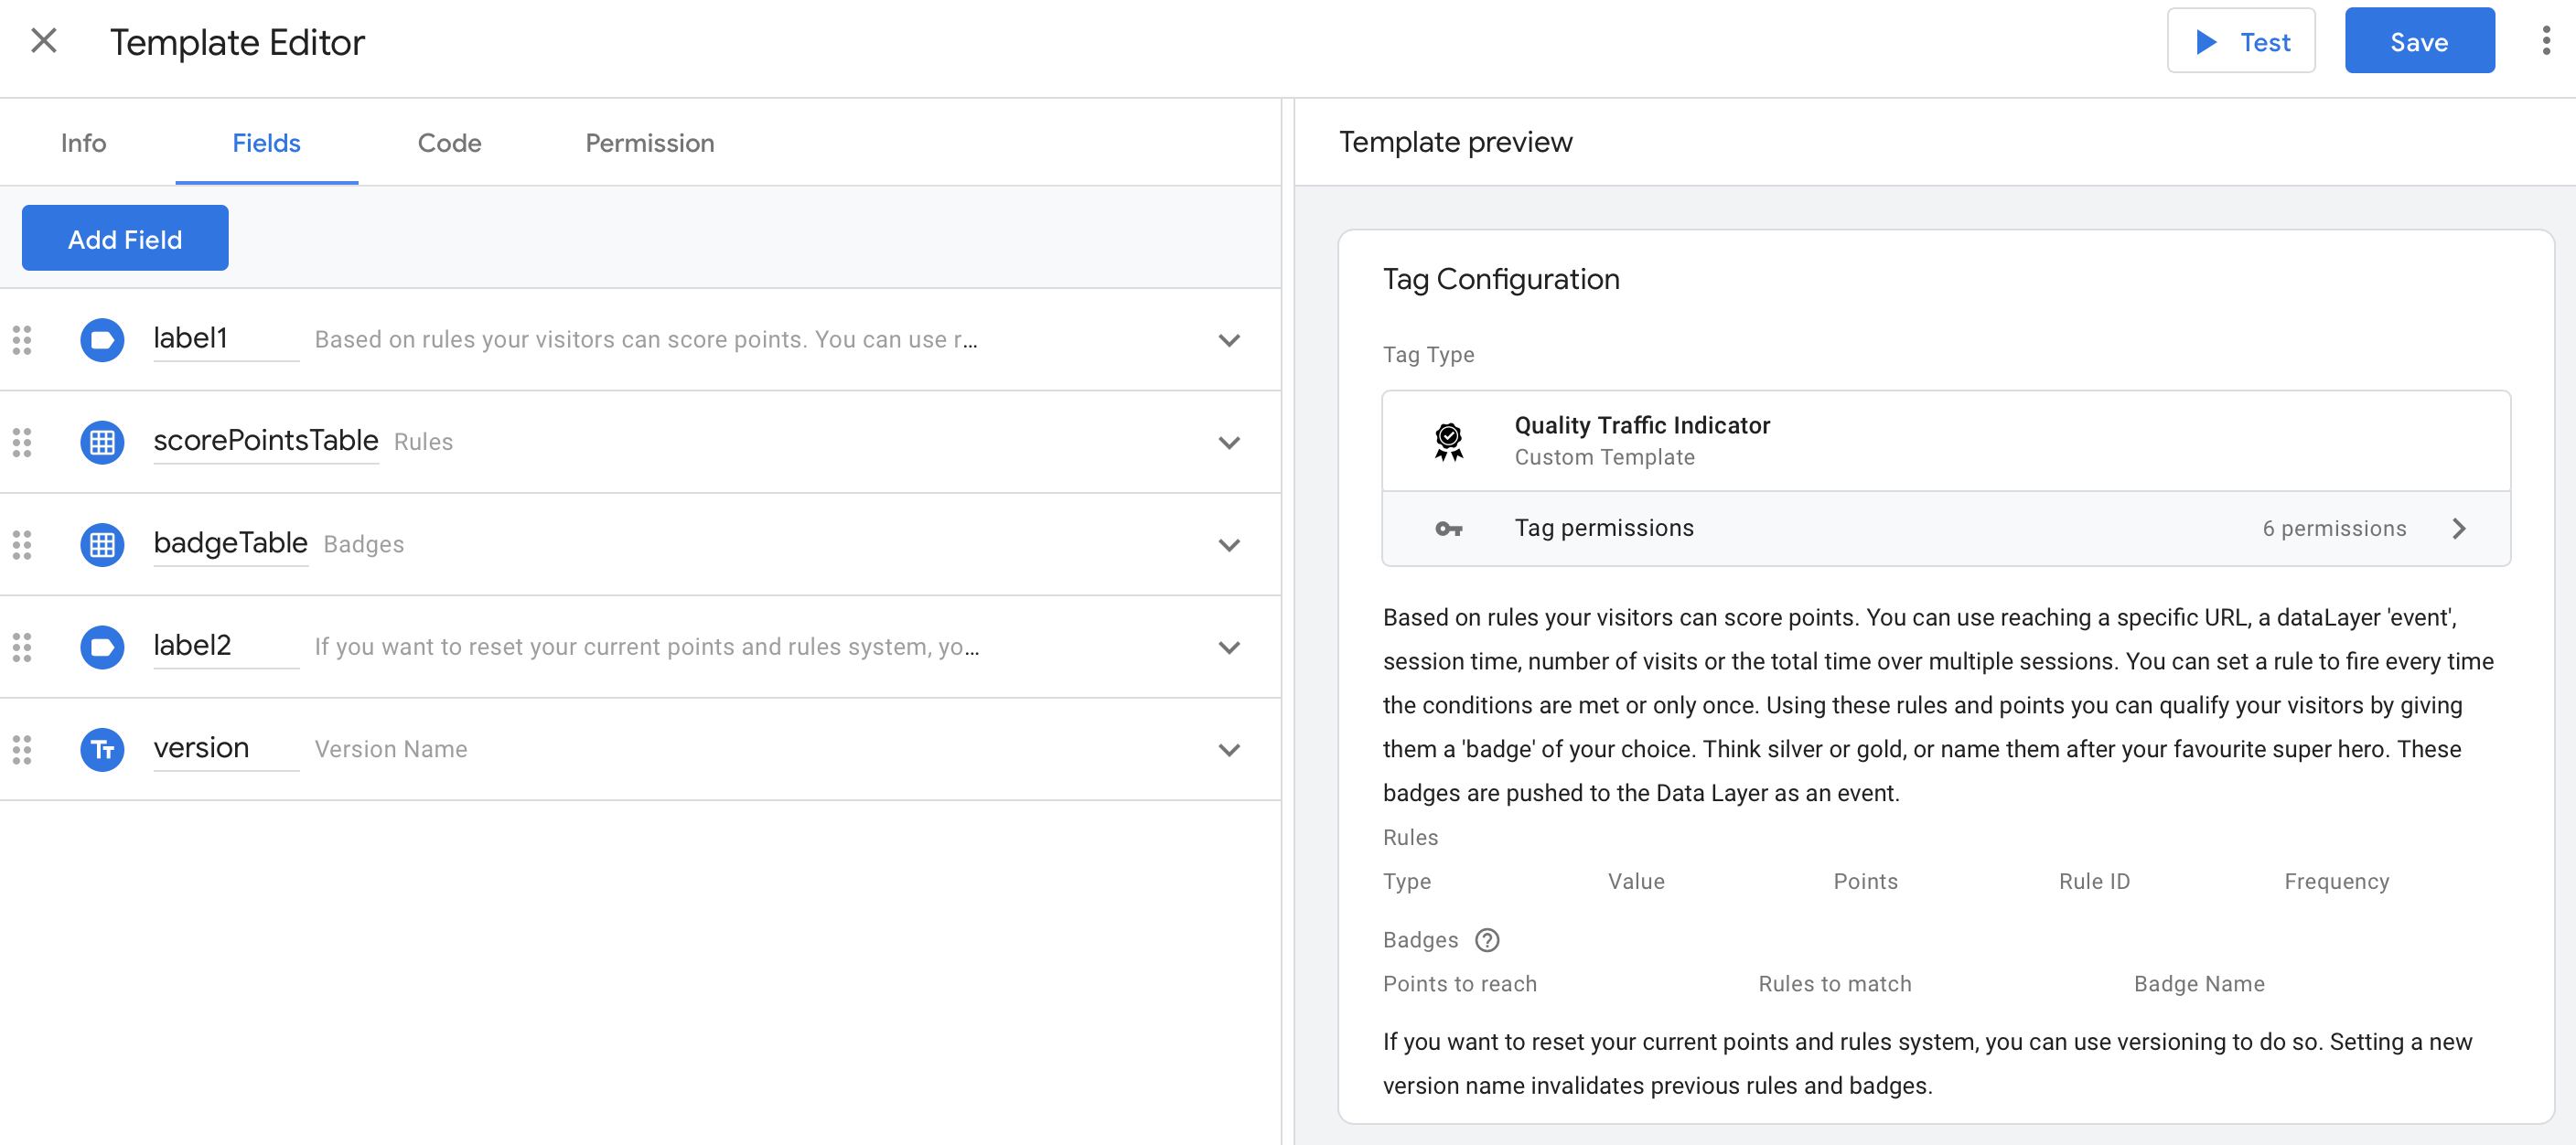 Template Editor
Test
Save
Info
Fields
Code
Permission
Add Field
label1 Based on rules your visitors can score points. You can use r...
scorePointsTable Rules
badgeTable Badges
label2 If you want to reset your current points and rules system, yo...
Tт version Version Name
Template preview
Tag Configuration
Tag Type
Quality Traffic Indicator
Custom Template
Tag permissions 6 permissions
Based on rules your visitors can score points. You can use reaching a specific URL, a dataLayer 'event',
session time, number of visits or the total time over multiple sessions. You can set a rule to fire every time
the conditions are met or only once. Using these rules and points you can qualify your visitors by giving
them a 'badge' of your choice. Think silver or gold, or name them after your favourite super hero. These
badges are pushed to the Data Layer as an event.
Rules
Type Value Points Rule ID Frequency
Badges ?
Points to reach Rules to match Badge Name
If you want to reset your current points and rules system, you can use versioning to do so. Setting a new
version name invalidates previous rules and badges.